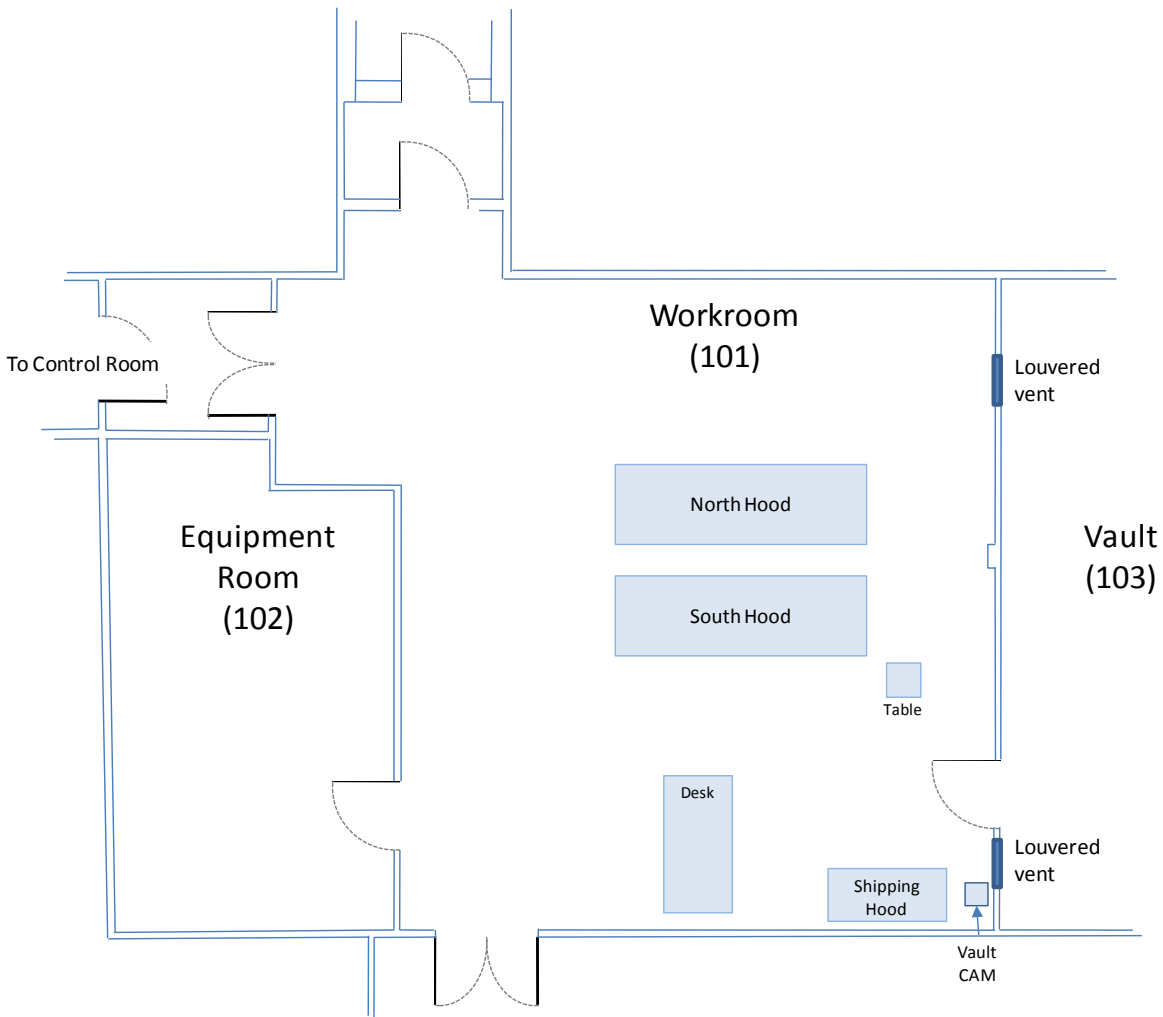 Workroom
(101)
To Control Room
Louvered
vent
North Hood
Equipment
Room
(102)
Vault
(103)
South Hood
Table
Desk
Louvered
vent
Shipping
Hood
Vault
CAM